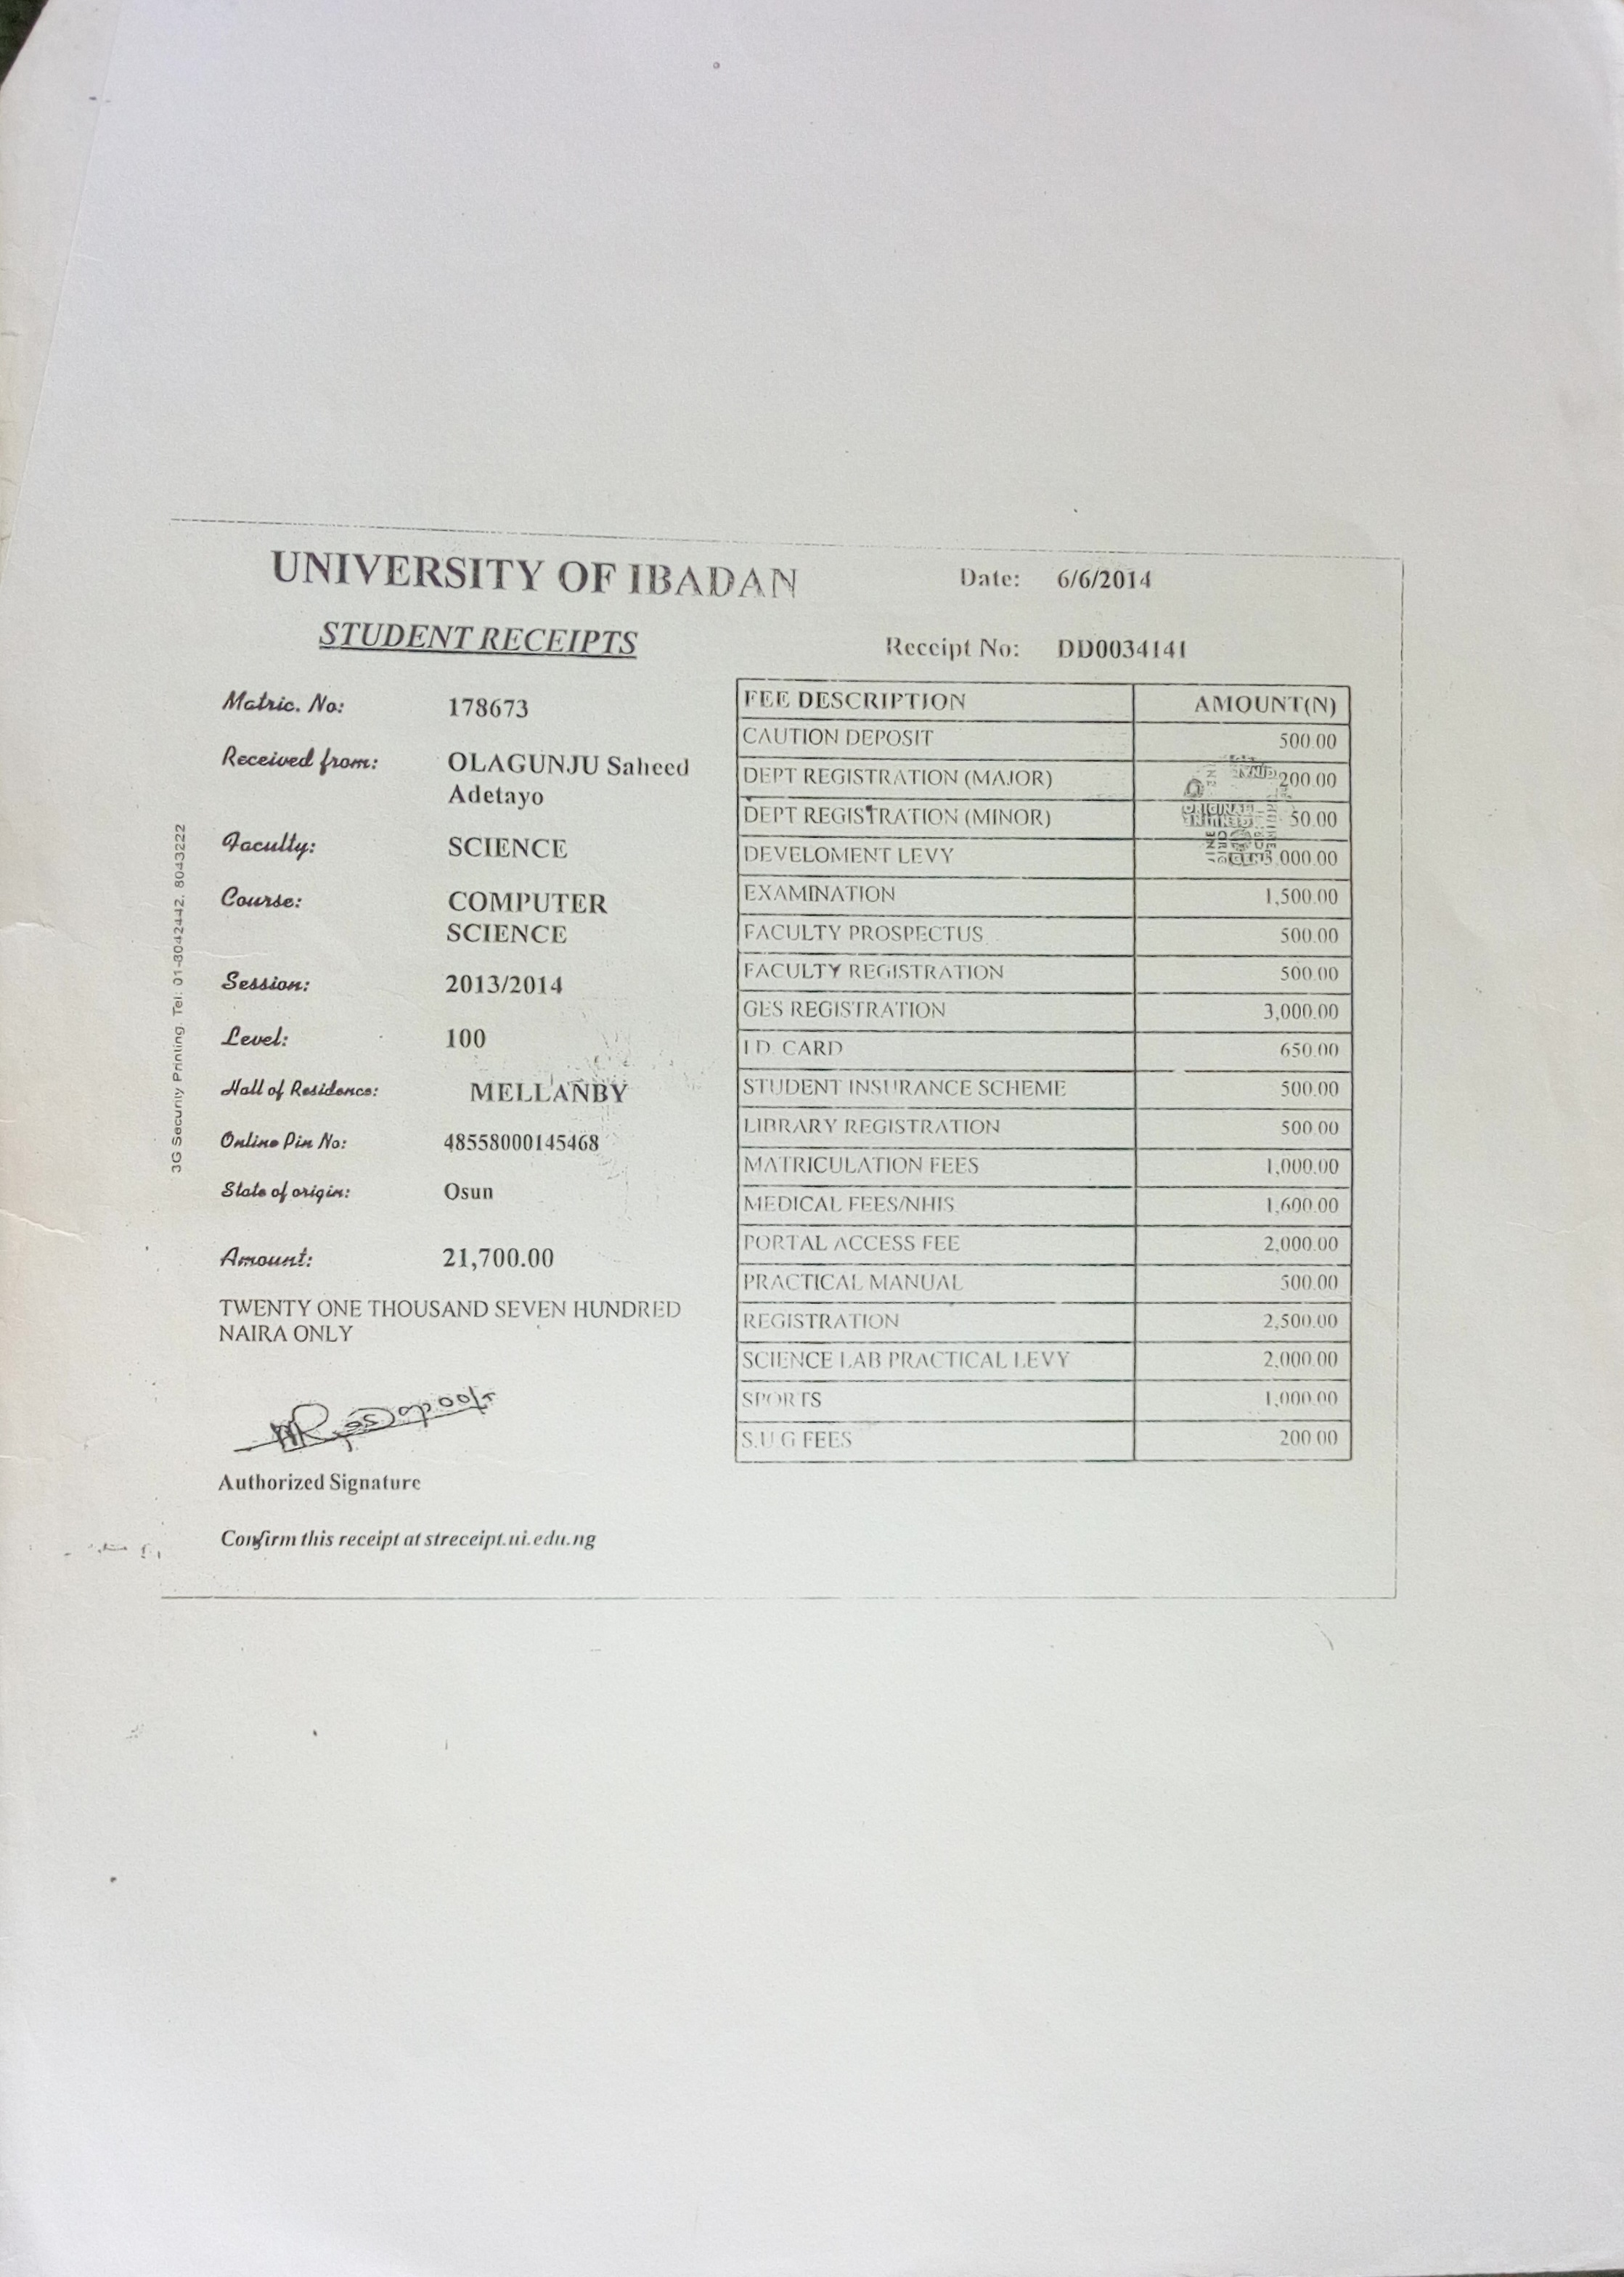 UNIVERSITY OF IBADAN
STUDENT RECEIPTS
Date: 6/6/2014
Receipt No: DD0034141
Matric. No: 178673
Received from: OLAGUNJU Saheed
Adetayo
Faculty: SCIENCE
Course: COMPUTER
SCIENCE
Session: 2013/2014
Level: 100
Hall of Residence: MELLANBY
Online Pin No: 48558000145468
State of origin: Osun
Amount: 21,700.00
TWENTY ONE THOUSAND SEVEN HUNDRED
NAIRA ONLY
Authorized Signature
Confirm this receipt at streceipt.ui.edu.ng
3G Security Printing. Tel: 01-8042442, 8043222
FEE DESCRIPTION AMOUNT(N)
CAUTION DEPOSIT 500.00
DEPT REGISTRATION (MAJOR) 200.00
DEPT REGISTRATION (MINOR) 50.00
DEVELOMENT LEVY 3,000.00
EXAMINATION 1,500.00
FACULTY PROSPECTUS 500.00
FACULTY REGISTRATION 500.00
GES REGISTRATION 3,000.00
I.D. CARD 650.00
STUDENT INSURANCE SCHEME 500.00
LIBRARY REGISTRATION 500.00
MATRICULATION FEES 1,000.00
MEDICAL FEES/NHIS 1,600.00
PORTAL ACCESS FEE 2,000.00
PRACTICAL MANUAL 500.00
REGISTRATION 2,500.00
SCIENCE LAB PRACTICAL LEVY 2,000.00
SPORTS 1,000.00
S.U.G FEES 200.00